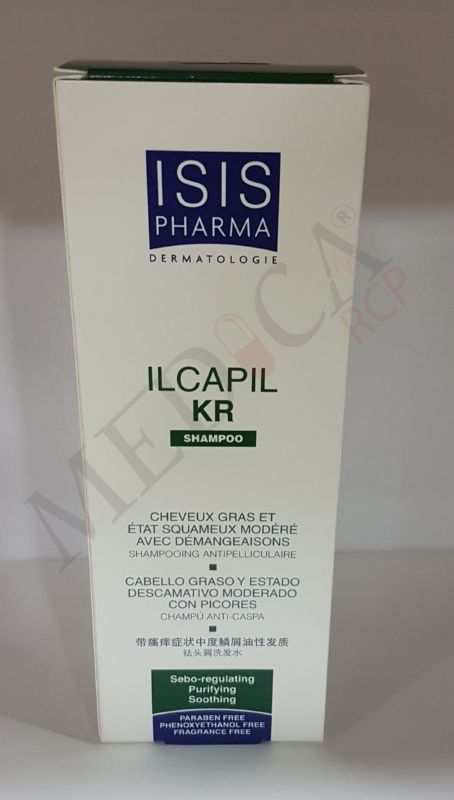 ISIS
PHARMA
DERMATOLOGIE
MEDICA®
RCP
ILCAPIL
KR
SHAMPOO
CHEVEUX GRAS ET
ÉTAT SQUAMEUX MODÉRÉ
AVEC DÉMANGEAISONS
SHAMPOOING ANTIPELLICULAIRE
CABELLO GRASO Y ESTADO
DESCAMATIVO MODERADO
CON PICORES
CHAMPÚ ANTI-CASPA
带瘙痒症状中度鳞屑油性发质
祛头屑洗发水
Sebo-regulating
Purifying
Soothing
PARABEN FREE
PHENOXYETHANOL FREE
FRAGRANCE FREE